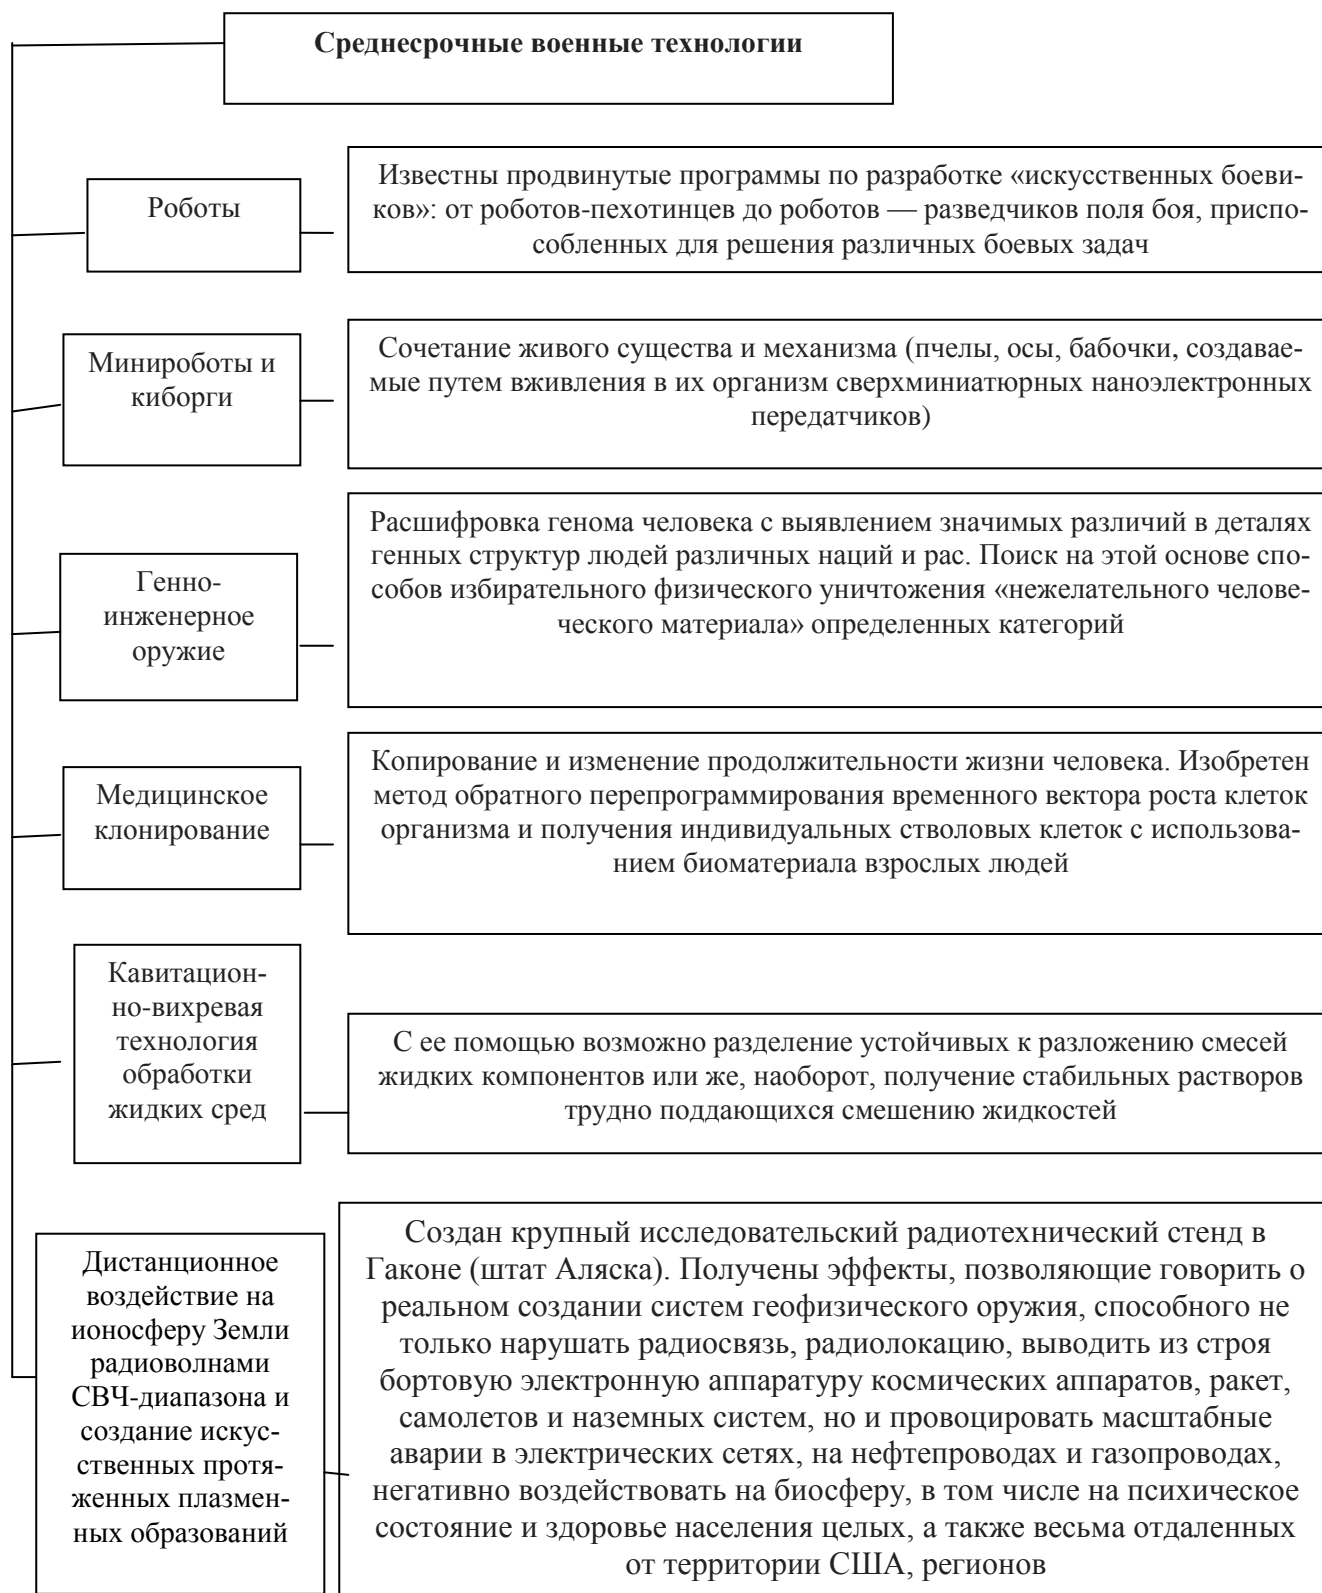 Среднесрочные военные технологии
Роботы
Известны продвинутые программы по разработке «искусственных боеви-
ков»: от роботов-пехотинцев до роботов — разведчиков поля боя, приспо-
собленных для решения различных боевых задач
Минироботы и
киборги
Сочетание живого существа и механизма (пчелы, осы, бабочки, создавае-
мые путем вживления в их организм сверхминиатюрных наноэлектронных
передатчиков)
Генно-
инженерное
оружие
Расшифровка генома человека с выявлением значимых различий в деталях
генных структур людей различных наций и рас. Поиск на этой основе спо-
собов избирательного физического уничтожения «нежелательного челове-
ческого материала» определенных категорий
Медицинское
клонирование
Копирование и изменение продолжительности жизни человека. Изобретен
метод обратного перепрограммирования временного вектора роста клеток
организма и получения индивидуальных стволовых клеток с использова-
нием биоматериала взрослых людей
Кавитацион-
но-вихревая
технология
обработки
жидких сред
С ее помощью возможно разделение устойчивых к разложению смесей
жидких компонентов или же, наоборот, получение стабильных растворов
трудно поддающихся смешению жидкостей
Дистанционное
воздействие на
ионосферу Земли
радиоволнами
СВЧ-диапазона и
создание искус-
ственных протя-
женных плазмен-
ных образований
Создан крупный исследовательский радиотехнический стенд в
Гаконе (штат Аляска). Получены эффекты, позволяющие говорить о
реальном создании систем геофизического оружия, способного не
только нарушать радиосвязь, радиолокацию, выводить из строя
бортовую электронную аппаратуру космических аппаратов, ракет,
самолетов и наземных систем, но и провоцировать масштабные
аварии в электрических сетях, на нефтепроводах и газопроводах,
негативно воздействовать на биосферу, в том числе на психическое
состояние и здоровье населения целых, а также весьма отдаленных
от территории США, регионов